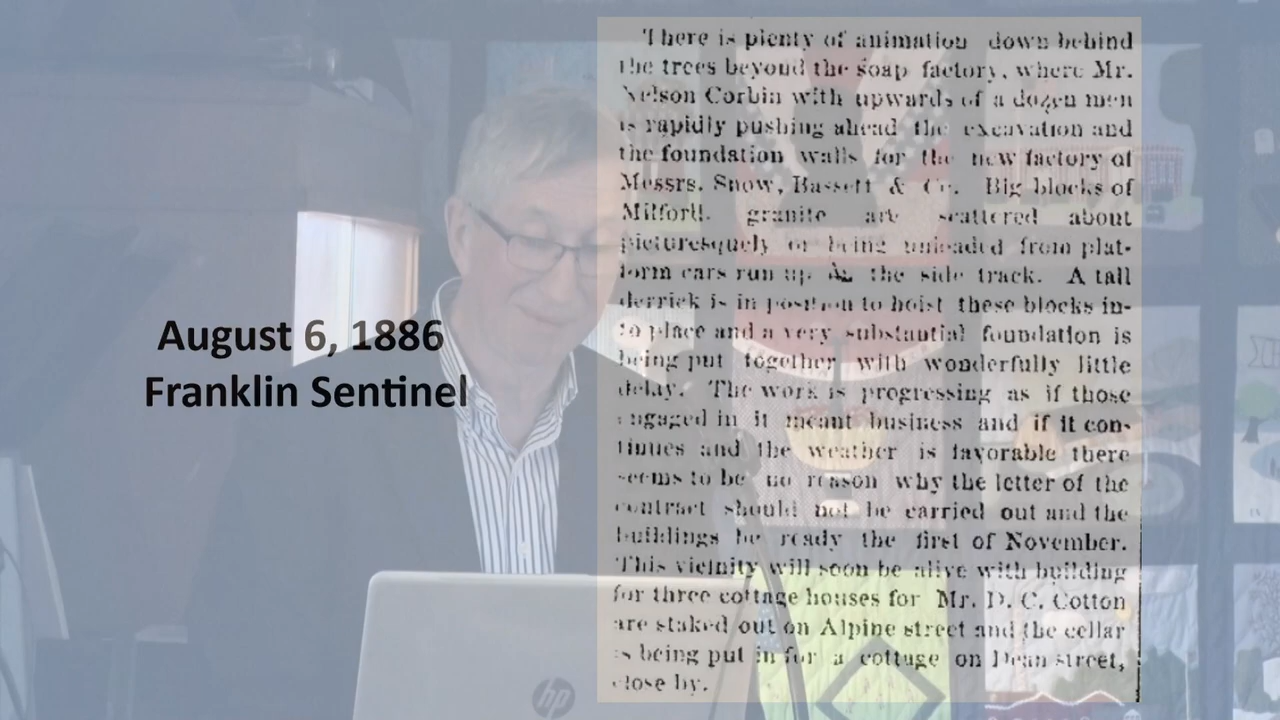 August 6, 1886
Franklin Sentinel
There is plenty of animation down behind
the trees beyond the soap factory, where Mr.
Nelson Corbin with upwards of a dozen men
is rapidly pushing ahead the excavation and
the foundation walls for the new factory of
Messrs. Snow, Bassett & Co. Big blocks of
Milford granite are scattered about
picturesquely or being unloaded from plat-
form cars run up the side track. A tall
derrick is in position to hoist these blocks in-
to place and a very substantial foundation is
being put together with wonderfully little
delay. The work is progressing as if those
engaged in it meant business and if it con-
tinues and the weather is favorable there
seems to be no reason why the letter of the
contract should not be carried out and the
buildings be ready the first of November.
This vicinity will soon be alive with building
for three cottage houses for Mr. D. C. Cotton
are staked out on Alpine street and the cellar
is being put in for a cottage on Dean street,
close by.
hp